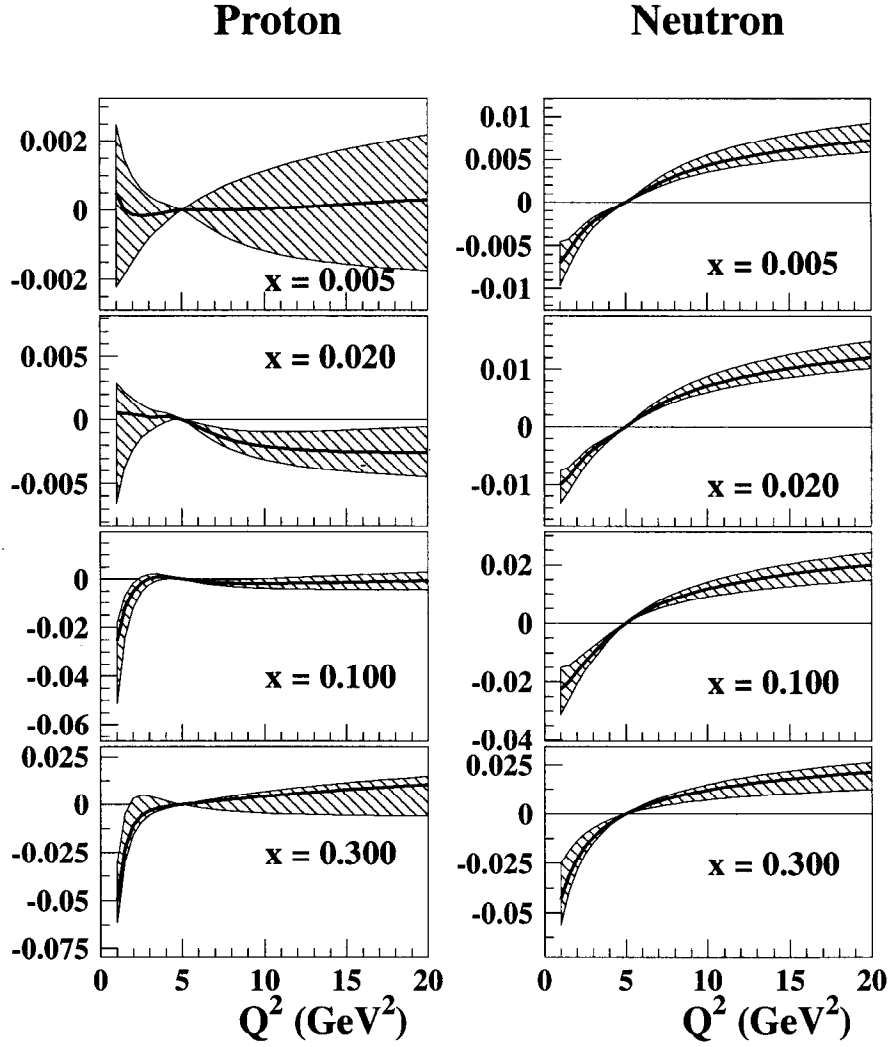 Proton
Neutron
0.002
0
-0.002
x = 0.005
0.01
0.005
0
-0.005
-0.01
x = 0.005
0.005
0
-0.005
x = 0.020
0.01
0
-0.01
x = 0.020
0
-0.02
-0.04
-0.06
x = 0.100
0.02
0
-0.02
-0.04
x = 0.100
0.025
0
-0.025
-0.05
-0.075
x = 0.300
0.025
0
-0.025
-0.05
x = 0.300
0 5 10 15 20
0 5 10 15 20
Q² (GeV²)
Q² (GeV²)